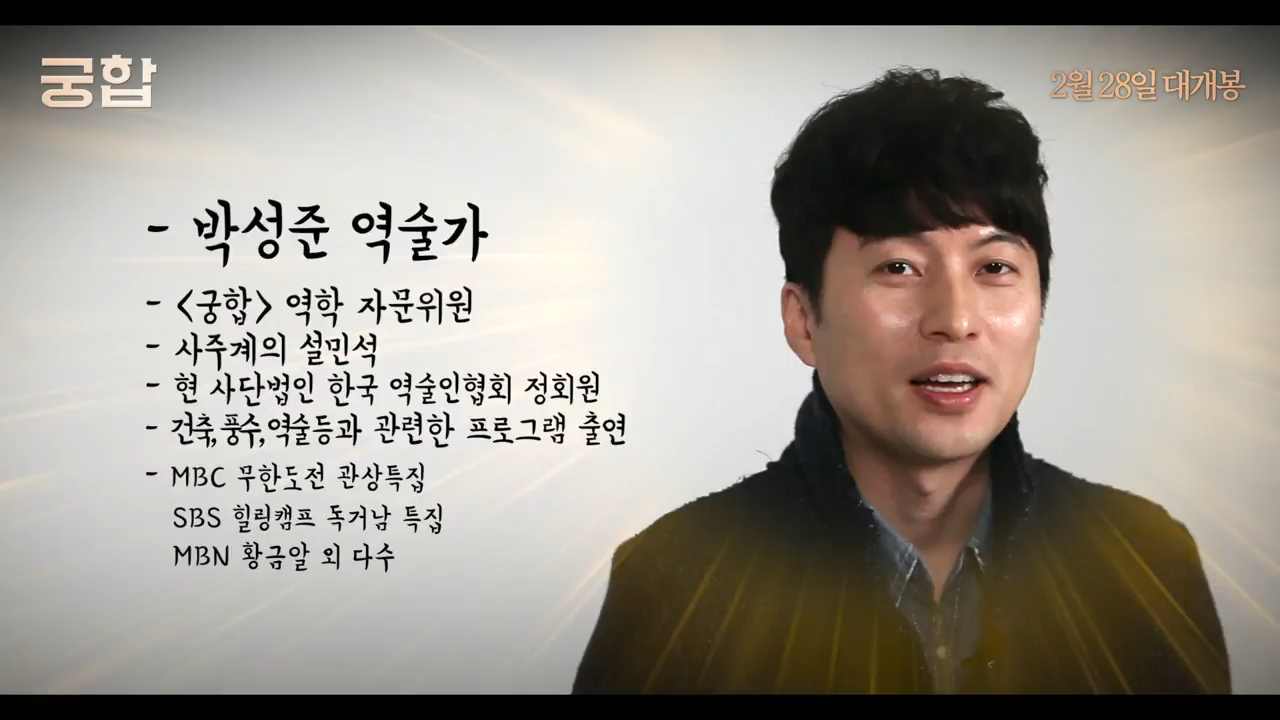 궁합
2월 28일 대개봉
- 박성준 역술가
- <궁합> 역학 자문위원
- 사주계의 설민석
- 현 사단법인 한국 역술인협회 정회원
- 건축,풍수,역술등과 관련한 프로그램 출연
- MBC 무한도전 관상특집
SBS 힐링캠프 독거남 특집
MBN 황금알 외 다수